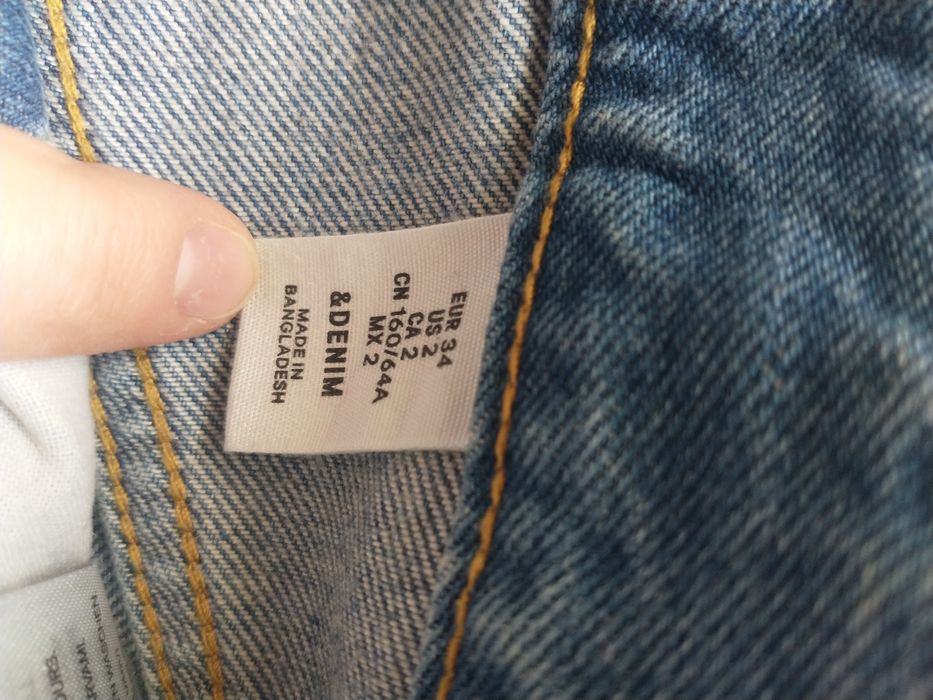 EUR 34
US 2
CA 2
CN 160/64A
MX 2
&DENIM
MADE IN
BANGLADESH